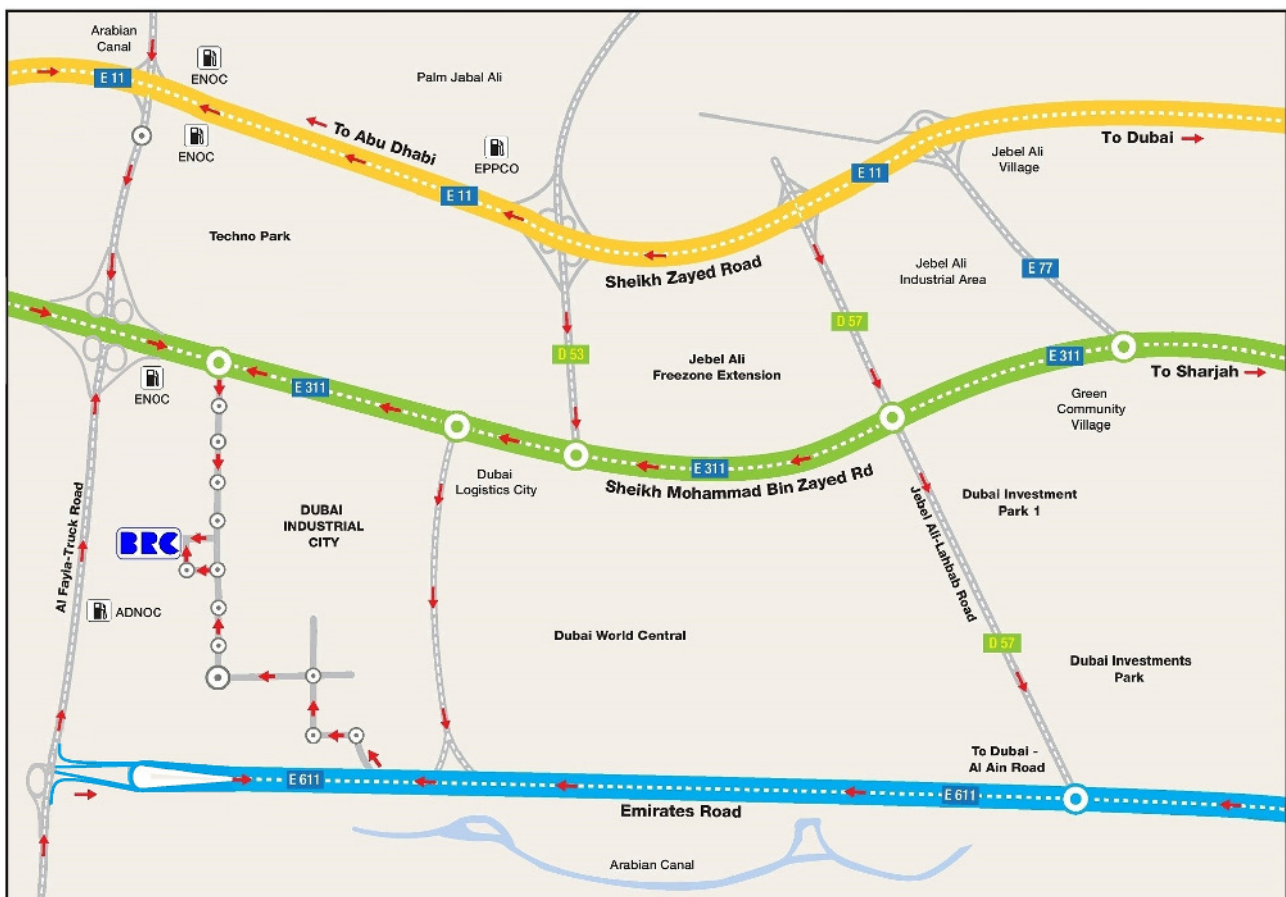 Arabian
Canal
ENOC
E 11
Palm Jabal Ali
To Abu Dhabi
ENOC
EPPCO
To Dubai
Jebel Ali
Village
E 11
E 11
Techno Park
Sheikh Zayed Road
Jebel Ali
Industrial Area
E 77
D 57
D 53
Jebel Ali
Freezone Extension
E 311
To Sharjah
ENOC
E 311
Green
Community
Village
E 311
Sheikh Mohammad Bin Zayed Rd
Dubai
Logistics City
Dubai Investment
Park 1
DUBAI
INDUSTRIAL
CITY
BRC
Al Fayla-Truck Road
Jebel Ali-Lahbab Road
ADNOC
Dubai World Central
D 57
Dubai Investments
Park
To Dubai -
Al Ain Road
E 611
E 611
Emirates Road
Arabian Canal